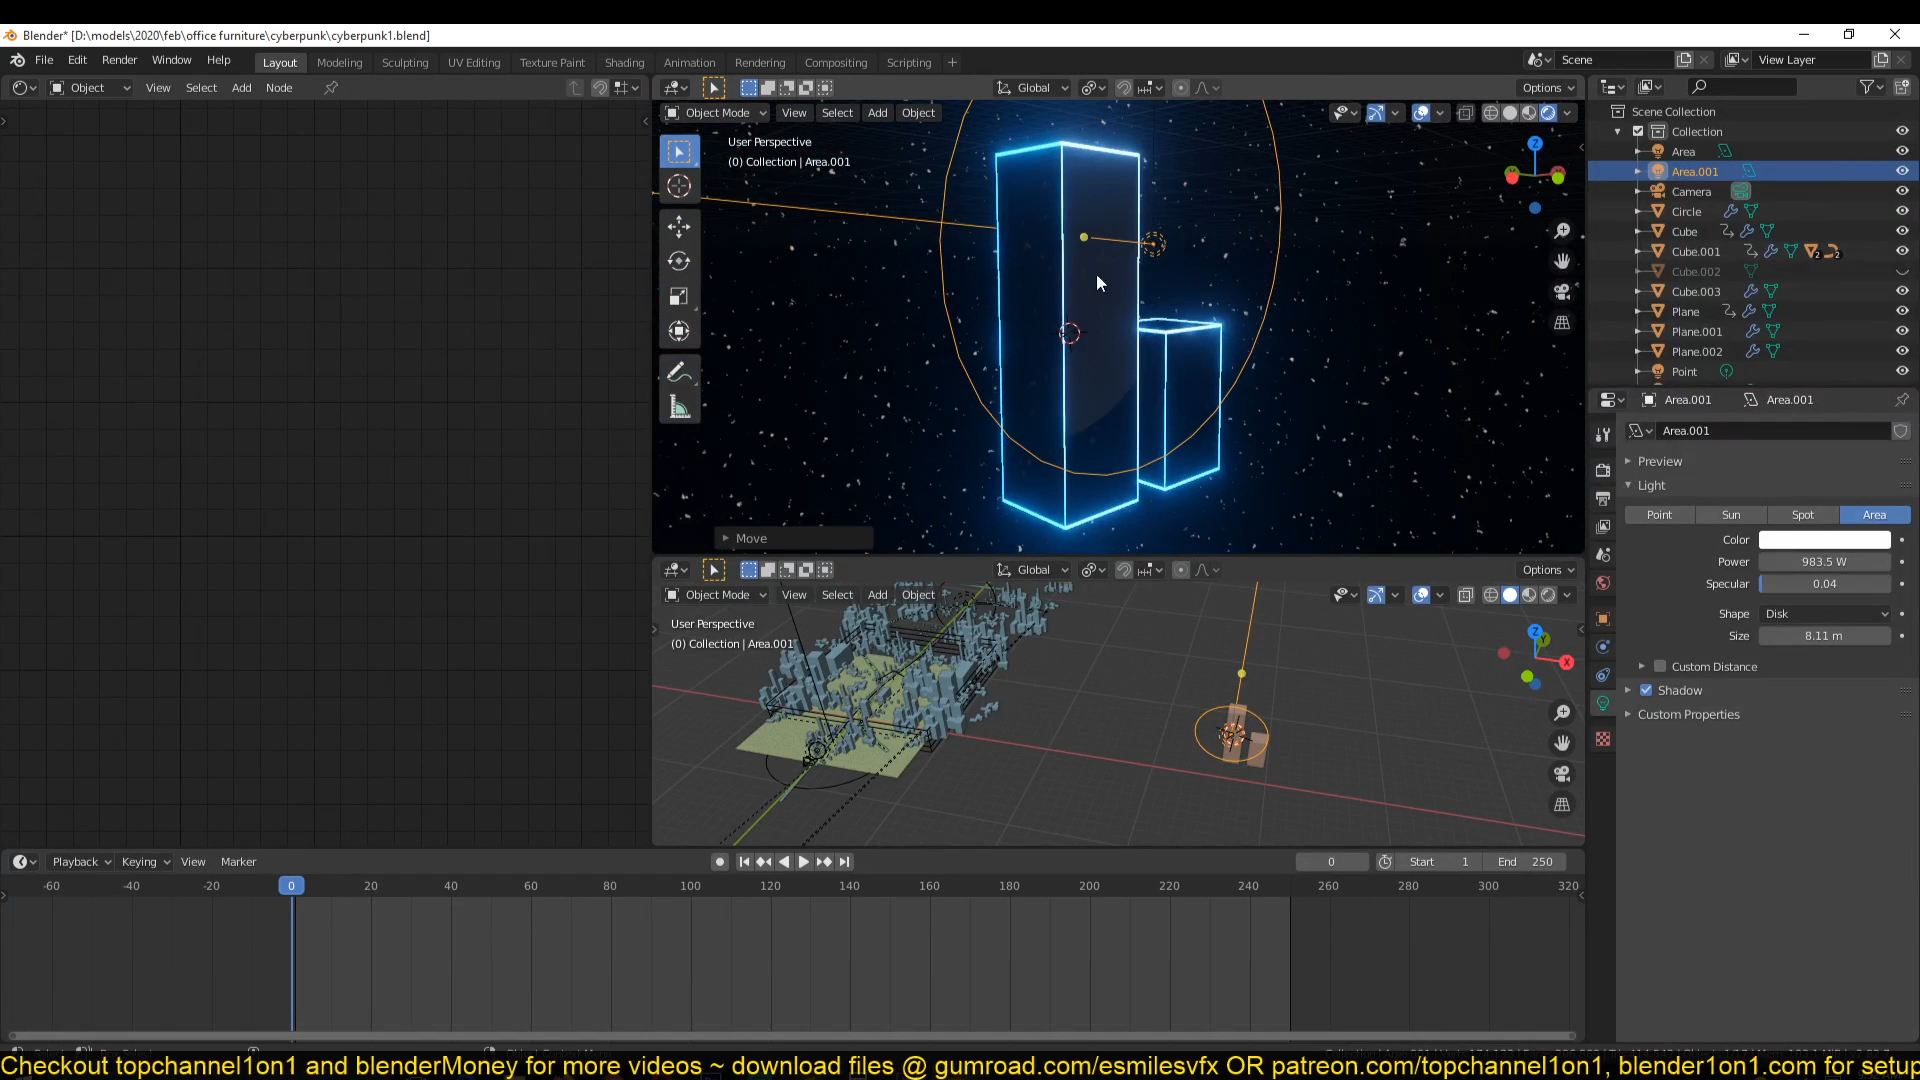 Blender* [D:\models\2020\feb\office furniture\cyberpunk\cyberpunk1.blend]
File Edit Render Window Help Layout Modeling Sculpting UV Editing Texture Paint Shading Animation Rendering Compositing Scripting + Scene View Layer
Object View Select Add Node Global Options
Object Mode View Select Add Object
Scene Collection
User Perspective
(0) Collection | Area.001
Collection
Area
Area.001
Camera
Circle
Cube
Cube.001
2 2
Cube.002
Cube.003
Plane
Plane.001
Plane.002
Point
Z
Move
Area.001 Area.001
Area.001
Preview
Light
Point Sun Spot Area
Color
Power 983.5 W
Specular 0.04
Shape Disk
Size 8.11 m
Custom Distance
Shadow
Custom Properties
Global Options
Object Mode View Select Add Object
User Perspective
(0) Collection | Area.001
Z
Y
X
Playback Keying View Marker 0 Start 1 End 250
-60 -40 -20 0 20 40 60 80 100 120 140 160 180 200 220 240 260 280 300 320
Checkout topchannel1on1 and blenderMoney for more videos ~ download files @ gumroad.com/esmilesvfx OR patreon.com/topchannel1on1, blender1on1.com for setup